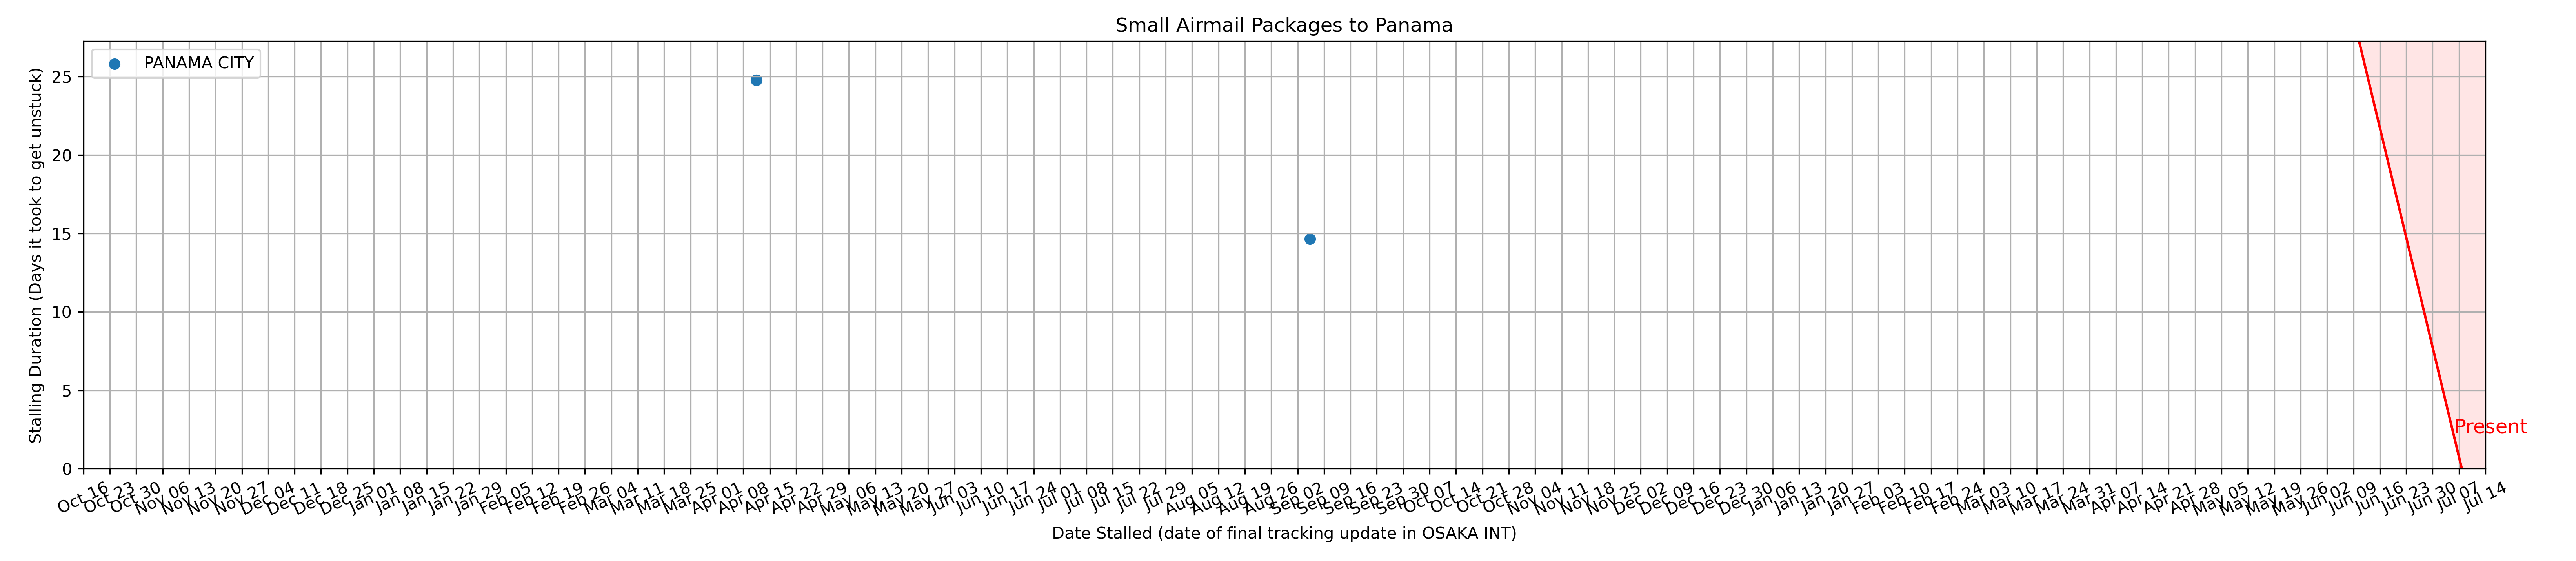 Small Airmail Packages to Panama
PANAMA CITY
Stalling Duration (Days it took to get unstuck)
25
20
15
10
5
0
Present
Oct 16 Oct 23 Oct 30 Nov 06 Nov 13 Nov 20 Nov 27 Dec 04 Dec 11 Dec 18 Dec 25 Jan 01 Jan 08 Jan 15 Jan 22 Jan 29 Feb 05 Feb 12 Feb 19 Feb 26 Mar 04 Mar 11 Mar 18 Mar 25 Apr 01 Apr 08 Apr 15 Apr 22 Apr 29 May 06 May 13 May 20 May 27 Jun 03 Jun 10 Jun 17 Jun 24 Jul 01 Jul 08 Jul 15 Jul 22 Jul 29 Aug 05 Aug 12 Aug 19 Aug 26 Sep 02 Sep 09 Sep 16 Sep 23 Sep 30 Oct 07 Oct 14 Oct 21 Oct 28 Nov 04 Nov 11 Nov 18 Nov 25 Dec 02 Dec 09 Dec 16 Dec 23 Dec 30 Jan 06 Jan 13 Jan 20 Jan 27 Feb 03 Feb 10 Feb 17 Feb 24 Mar 03 Mar 10 Mar 17 Mar 24 Mar 31 Apr 07 Apr 14 Apr 21 Apr 28 May 05 May 12 May 19 May 26 Jun 02 Jun 09 Jun 16 Jun 23 Jun 30 Jul 07 Jul 14
Date Stalled (date of final tracking update in OSAKA INT)